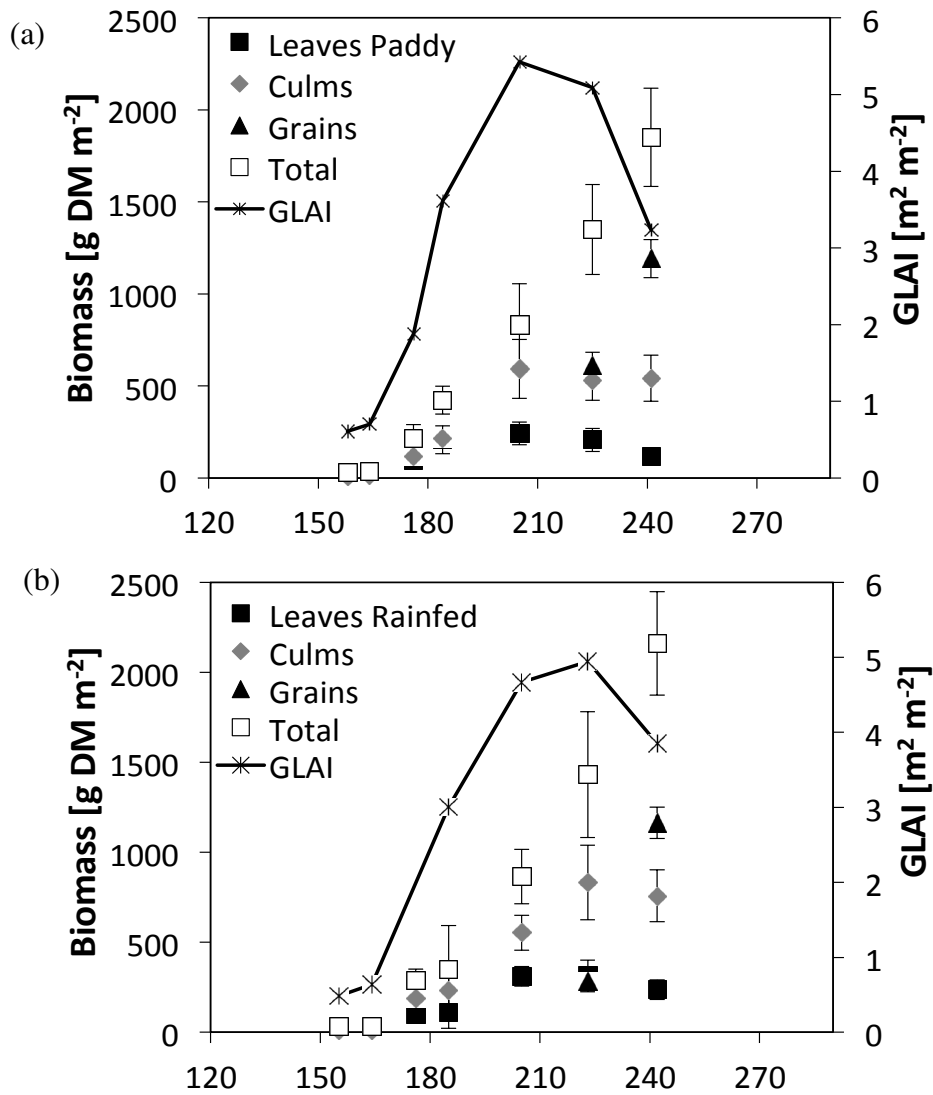 (a)
2500
2000
1500
1000
500
0
Biomass [g DM m⁻²]
Leaves Paddy
Culms
Grains
Total
GLAI
6
5
4
3
2
1
0
GLAI [m² m⁻²]
120 150 180 210 240 270
(b)
2500
2000
1500
1000
500
0
Biomass [g DM m⁻²]
Leaves Rainfed
Culms
Grains
Total
GLAI
6
5
4
3
2
1
0
GLAI [m² m⁻²]
120 150 180 210 240 270